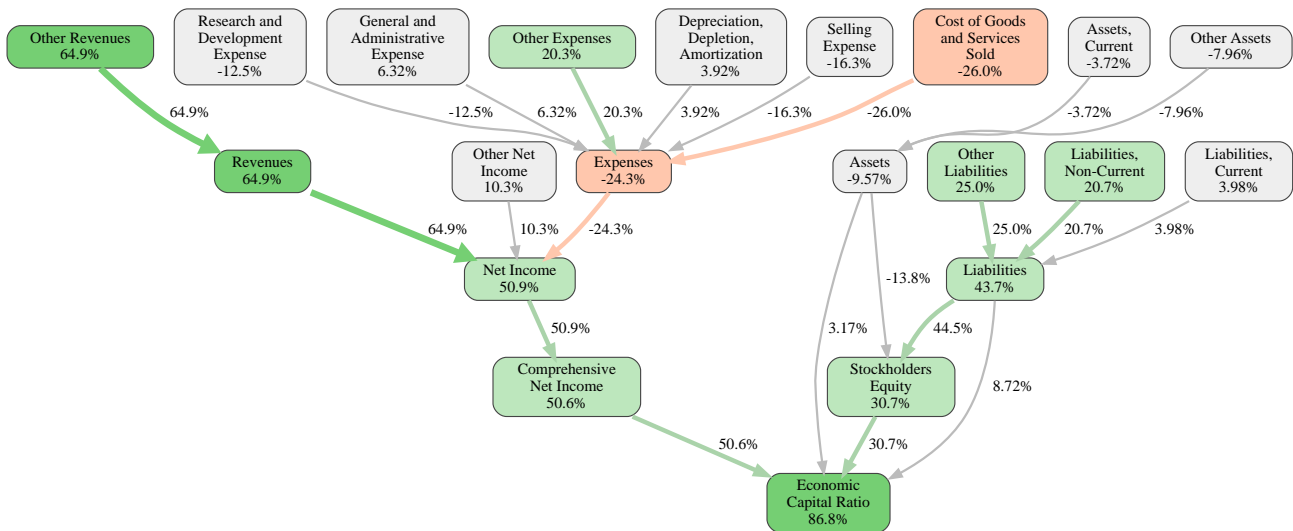 Other Revenues
64.9%
Research and
Development
Expense
-12.5%
General and
Administrative
Expense
6.32%
Other Expenses
20.3%
Depreciation,
Depletion,
Amortization
3.92%
Selling
Expense
-16.3%
Cost of Goods
and Services
Sold
-26.0%
Assets,
Current
-3.72%
Other Assets
-7.96%
64.9%
-12.5%
6.32%
20.3%
3.92%
-16.3%
-26.0%
-3.72%
-7.96%
Revenues
64.9%
Other Net
Income
10.3%
Expenses
-24.3%
Assets
-9.57%
Other
Liabilities
25.0%
Liabilities,
Non-Current
20.7%
Liabilities,
Current
3.98%
64.9%
10.3%
-24.3%
25.0%
20.7%
3.98%
Net Income
50.9%
-13.8%
Liabilities
43.7%
50.9%
3.17%
44.5%
Comprehensive
Net Income
50.6%
Stockholders
Equity
30.7%
8.72%
50.6%
30.7%
Economic
Capital Ratio
86.8%